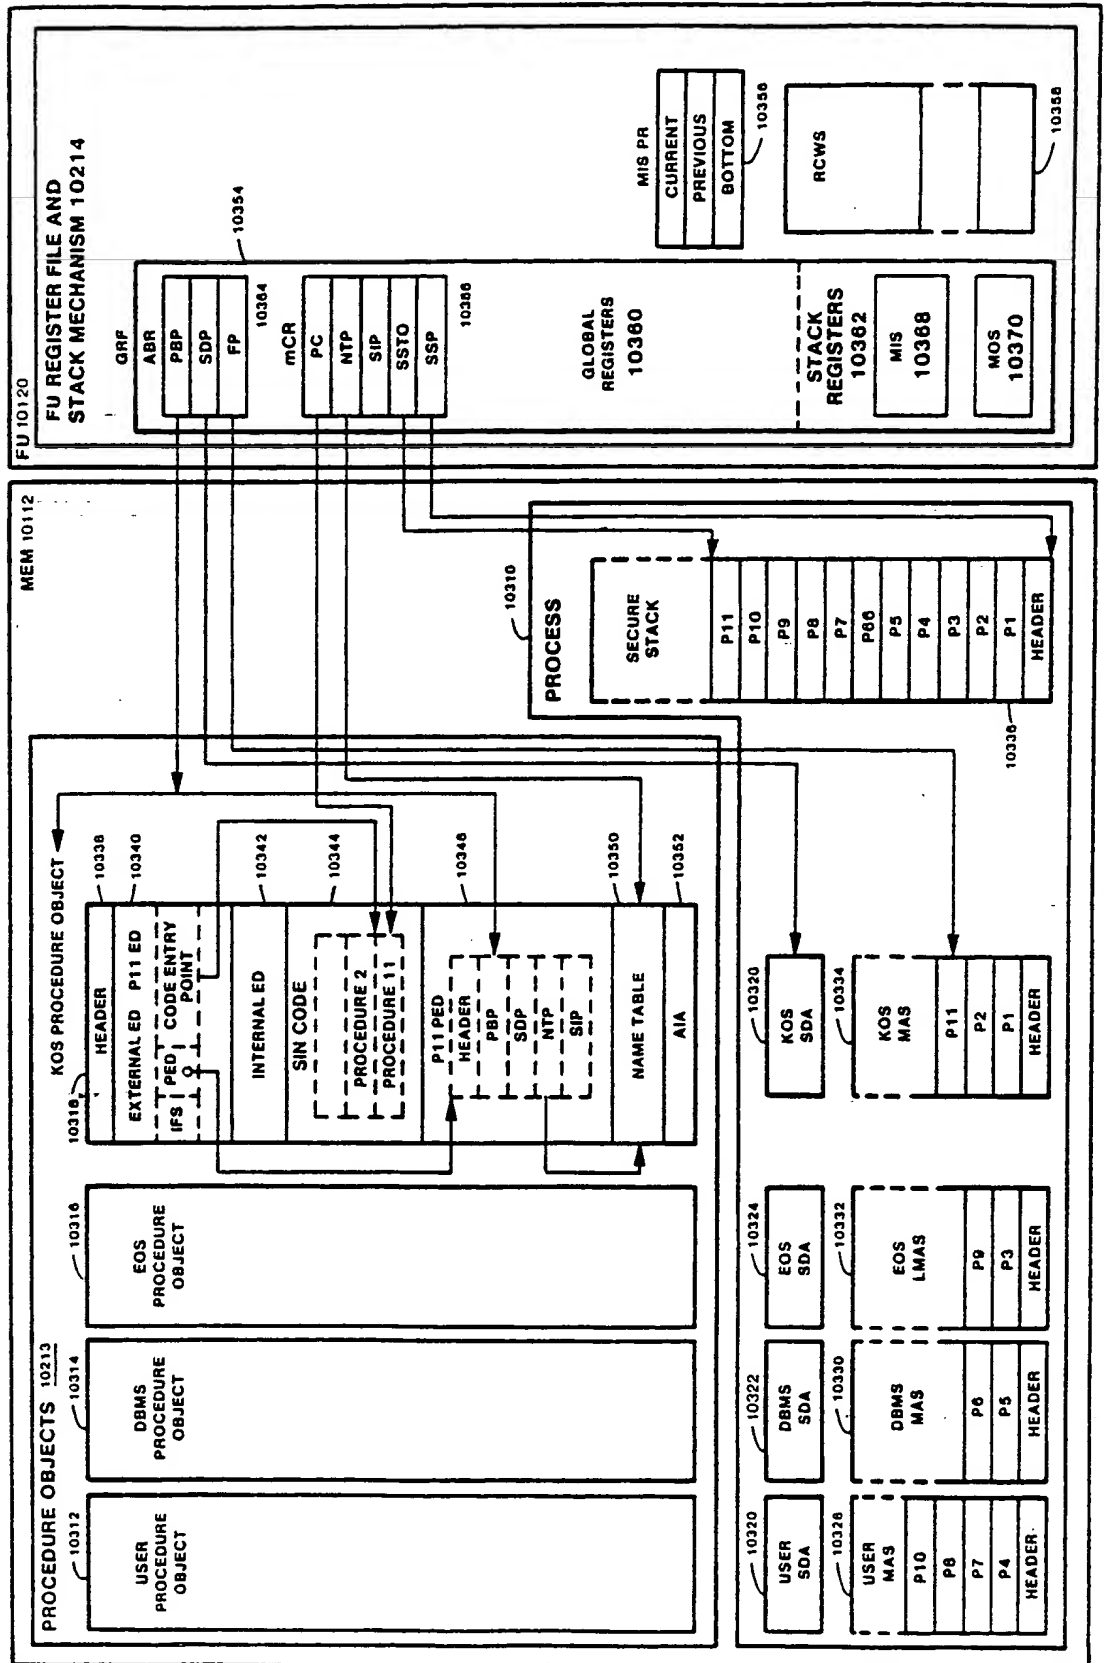 FU 10120
FU REGISTER FILE AND
STACK MECHANISM 10214
GRF
ABR
PBP
SDP
FP
10364
10354
mCR
PC
NTP
SIP
SSTO
SSP
10366
GLOBAL
REGISTERS
10360
STACK
REGISTERS
10362
MIS
10368
MOS
10370
MIS PR
CURRENT
PREVIOUS
BOTTOM
10356
RCWS
10358
MEM 10112
PROCEDURE OBJECTS 10213
10312
USER
PROCEDURE
OBJECT
10314
DBMS
PROCEDURE
OBJECT
10316
EOS
PROCEDURE
OBJECT
KOS PROCEDURE OBJECT
10318
HEADER
10338
EXTERNAL ED P11 ED
10340
IFS PED CODE ENTRY
POINT
INTERNAL ED
10342
SIN CODE
10344
PROCEDURE 2
PROCEDURE 11
P11 PED
10346
HEADER
PBP
SDP
NTP
SIP
NAME TABLE
10350
AIA
10352
10310
PROCESS
SECURE
STACK
P11
P10
P9
P8
P7
P66
P5
P4
P3
P2
P1
HEADER
10336
10320
USER
SDA
10322
DBMS
SDA
10324
EOS
SDA
10320
KOS
SDA
10328
USER
MAS
P10
P8
P7
P4
HEADER
10330
DBMS
MAS
P6
P5
HEADER
10332
EOS
LMAS
P9
P3
HEADER
10334
KOS
MAS
P11
P2
P1
HEADER